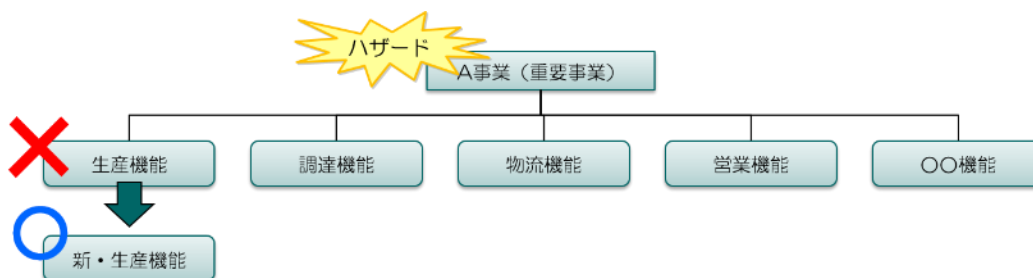 ハザード
A事業（重要事業）
生産機能
調達機能
物流機能
営業機能
〇〇機能
新・生産機能